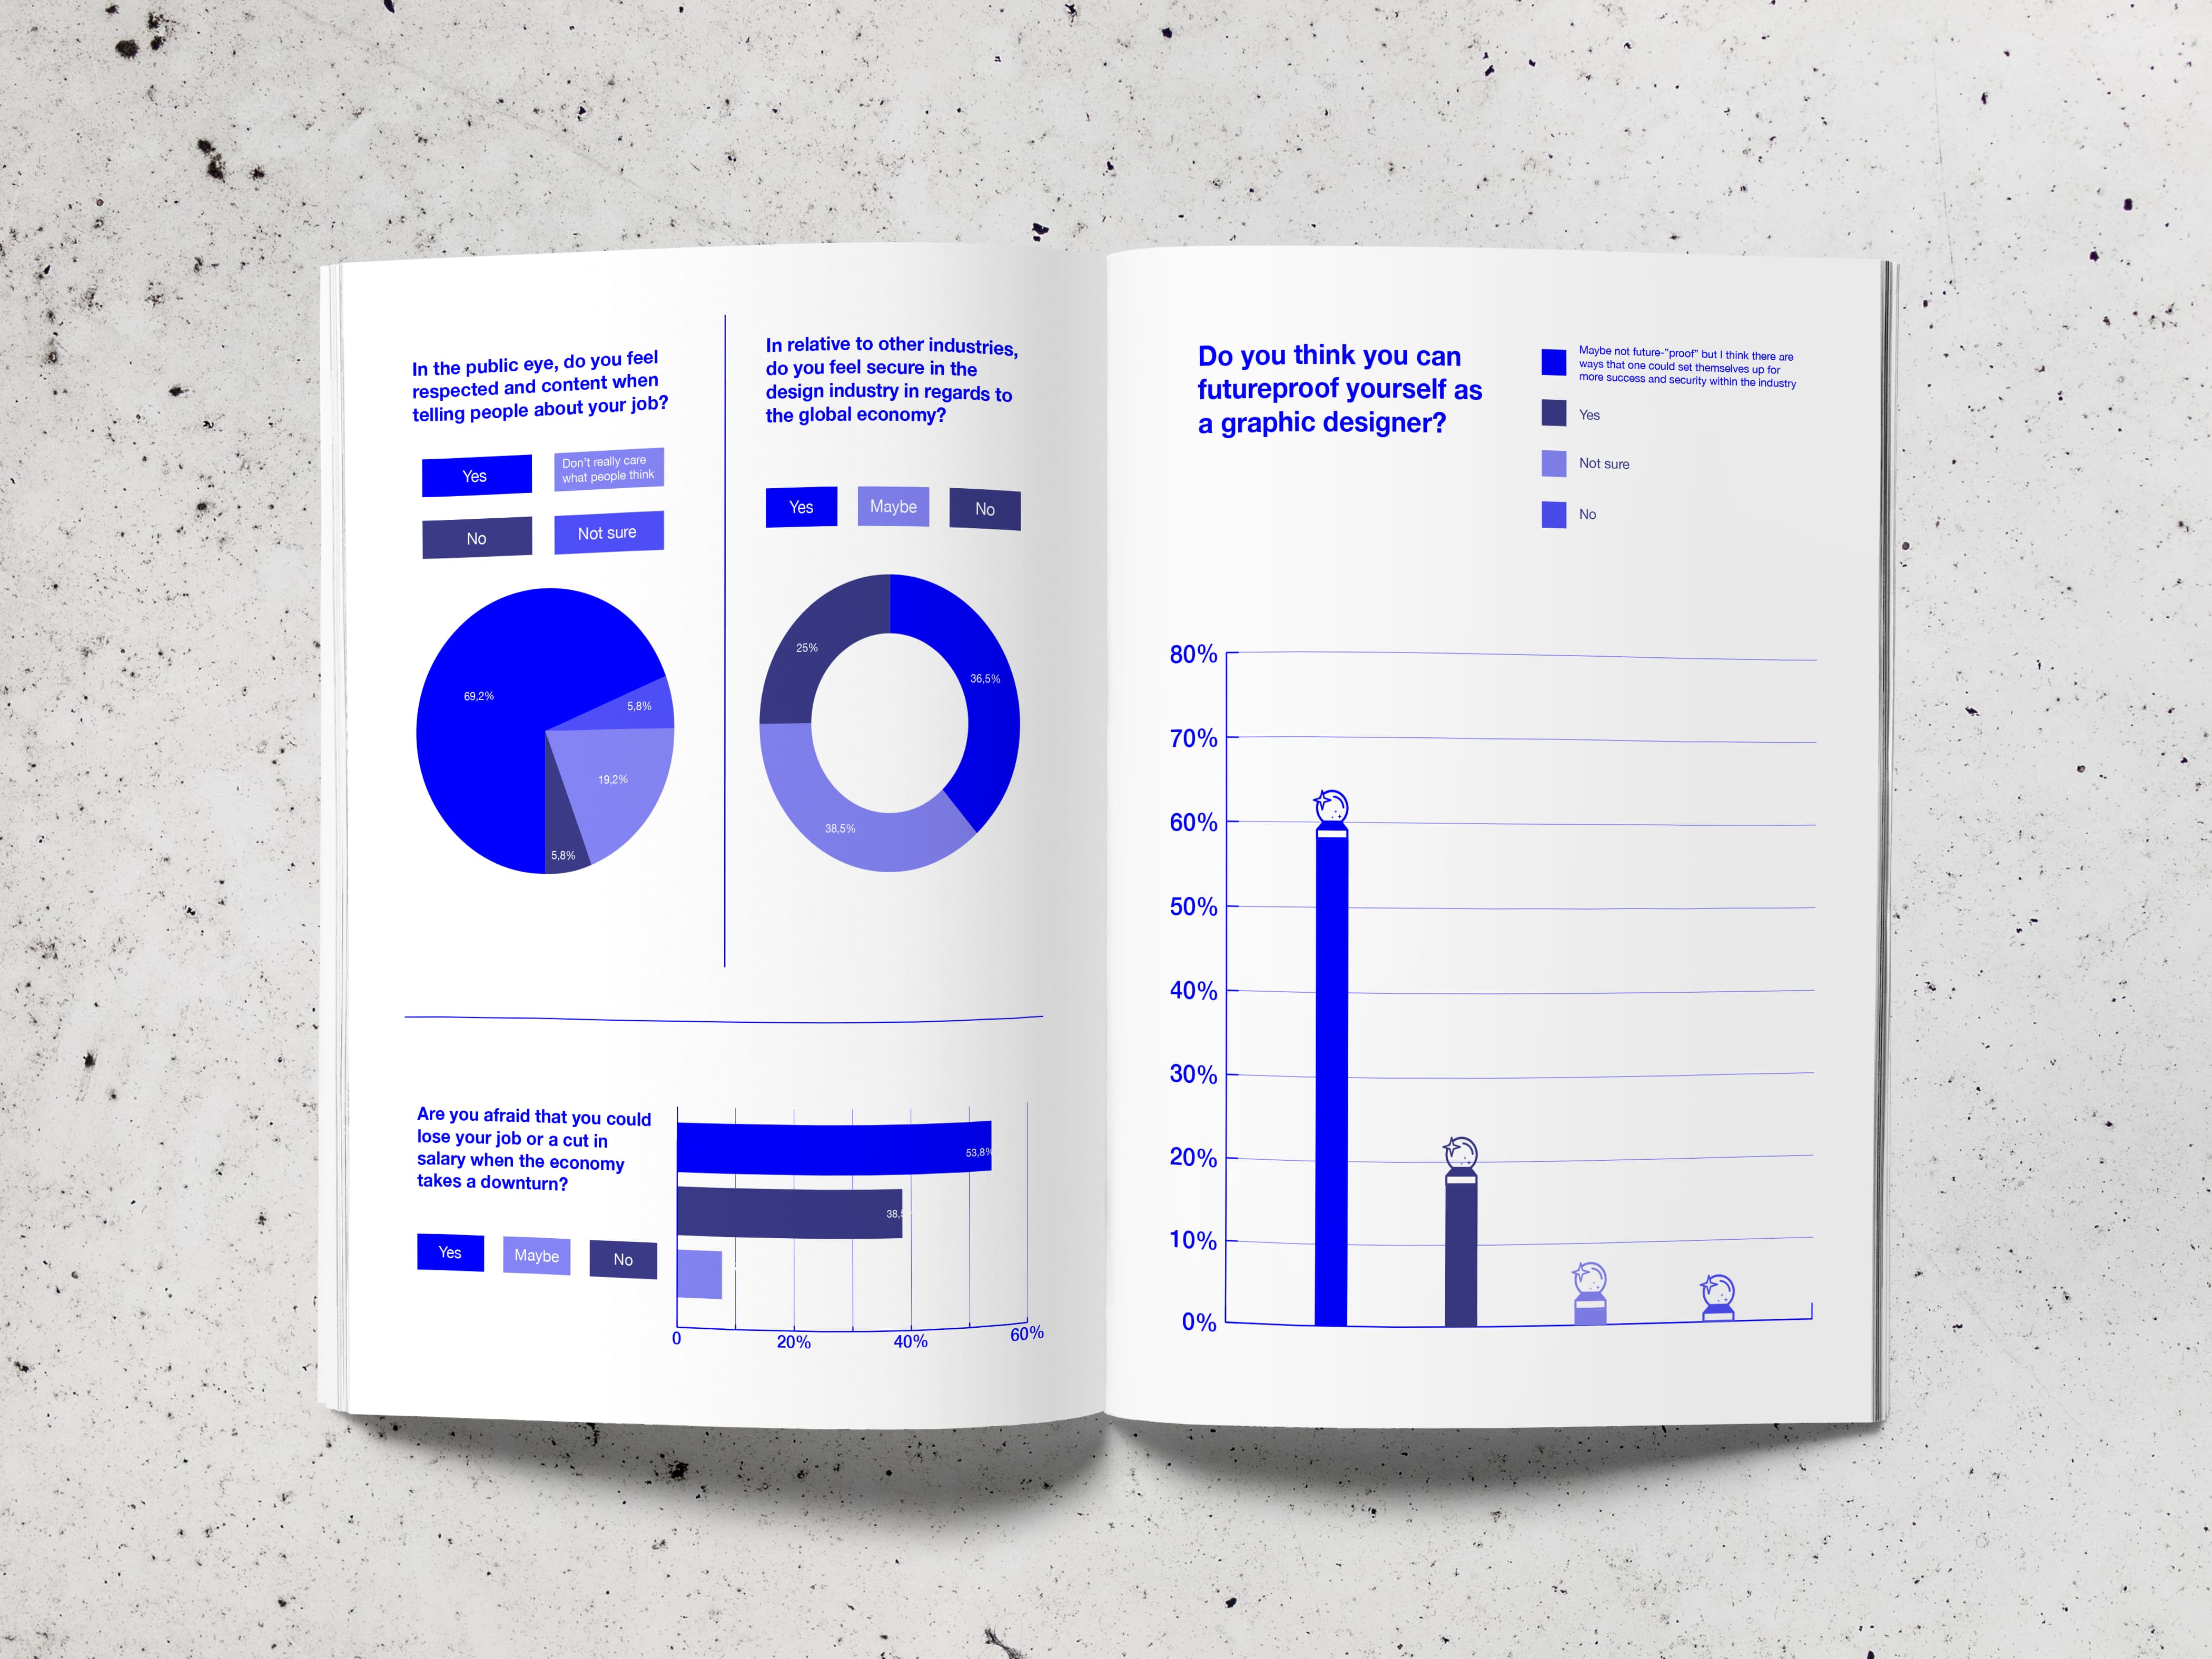 In the public eye, do you feel
respected and content when
telling people about your job?
Yes
Don't really care
what people think
No
Not sure
69,2%
5,8%
19,2%
5,8%
In relative to other industries,
do you feel secure in the
design industry in regards to
the global economy?
Yes
Maybe
No
25%
36,5%
38,5%
Are you afraid that you could
lose your job or a cut in
salary when the economy
takes a downturn?
Yes
Maybe
No
53,8%
38,5
0
20%
40%
60%
Do you think you can
futureproof yourself as
a graphic designer?
Maybe not future-"proof" but I think there are
ways that one could set themselves up for
more success and security within the industry
Yes
Not sure
No
80%
70%
60%
50%
40%
30%
20%
10%
0%